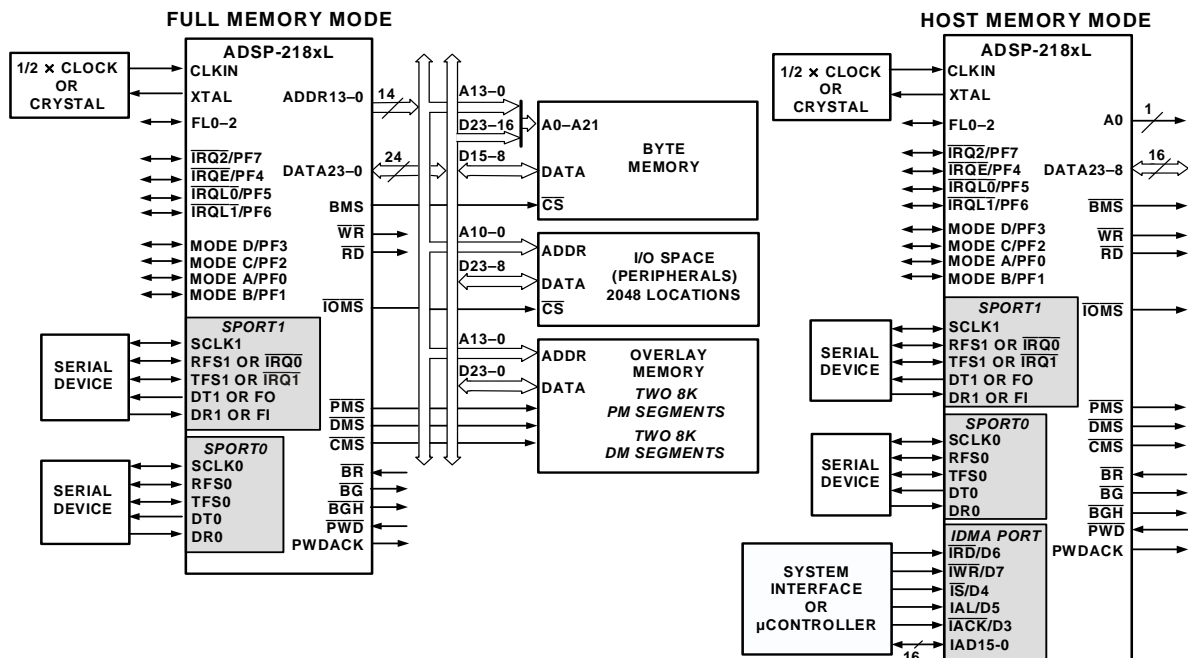 FULL MEMORY MODE
ADSP-218xL
1/2 × CLOCK
OR
CRYSTAL
CLKIN
XTAL
FL0–2
IRQ2/PF7
IRQE/PF4
IRQL0/PF5
IRQL1/PF6
MODE D/PF3
MODE C/PF2
MODE A/PF0
MODE B/PF1
ADDR13–0
14
DATA23–0
24
BMS
WR
RD
IOMS
SERIAL
DEVICE
SPORT1
SCLK1
RFS1 OR IRQ0
TFS1 OR IRQ1
DT1 OR FO
DR1 OR FI
PMS
DMS
CMS
SERIAL
DEVICE
SPORT0
SCLK0
RFS0
TFS0
DT0
DR0
BR
BG
BGH
PWD
PWDACK
A13–0
D23–16
D15–8
A0–A21
DATA
CS
BYTE
MEMORY
A10–0
D23–8
ADDR
DATA
CS
I/O SPACE
(PERIPHERALS)
2048 LOCATIONS
A13–0
D23–0
ADDR
DATA
OVERLAY
MEMORY
TWO 8K
PM SEGMENTS
TWO 8K
DM SEGMENTS
HOST MEMORY MODE
ADSP-218xL
1/2 × CLOCK
OR
CRYSTAL
CLKIN
XTAL
FL0–2
IRQ2/PF7
IRQE/PF4
IRQL0/PF5
IRQL1/PF6
MODE D/PF3
MODE C/PF2
MODE A/PF0
MODE B/PF1
A0
1
DATA23–8
16
BMS
WR
RD
IOMS
SERIAL
DEVICE
SPORT1
SCLK1
RFS1 OR IRQ0
TFS1 OR IRQ1
DT1 OR FO
DR1 OR FI
PMS
DMS
CMS
SERIAL
DEVICE
SPORT0
SCLK0
RFS0
TFS0
DT0
DR0
BR
BG
BGH
PWD
PWDACK
SYSTEM
INTERFACE
OR
µCONTROLLER
IDMA PORT
IRD/D6
IWR/D7
IS/D4
IAL/D5
IACK/D3
IAD15-0
16